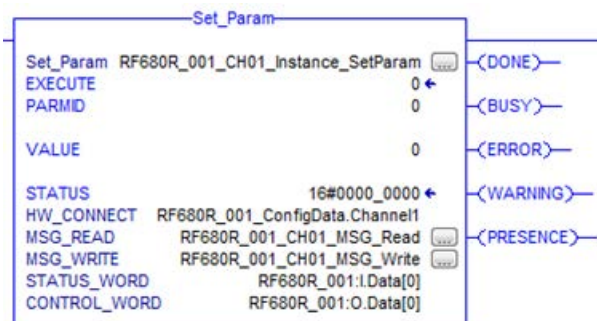 Set_Param
Set_Param RF680R_001_CH01_Instance_SetParam ... (DONE)
EXECUTE 0
PARMID 0 (BUSY)
VALUE 0 (ERROR)
STATUS 16#0000_0000 (WARNING)
HW_CONNECT RF680R_001_ConfigData.Channel1
MSG_READ RF680R_001_CH01_MSG_Read ... (PRESENCE)
MSG_WRITE RF680R_001_CH01_MSG_Write ...
STATUS_WORD RF680R_001:I.Data[0]
CONTROL_WORD RF680R_001:O.Data[0]